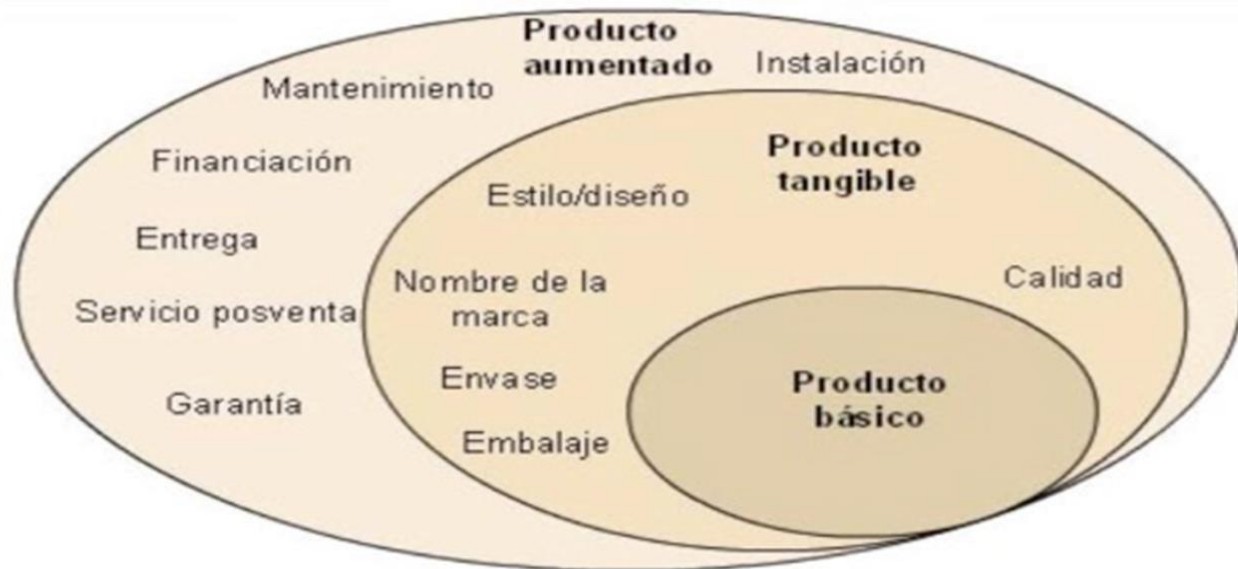 Producto
aumentado
Instalación
Mantenimiento
Financiación
Entrega
Servicio posventa
Garantía
Producto
tangible
Estilo/diseño
Nombre de la
marca
Calidad
Envase
Embalaje
Producto
básico